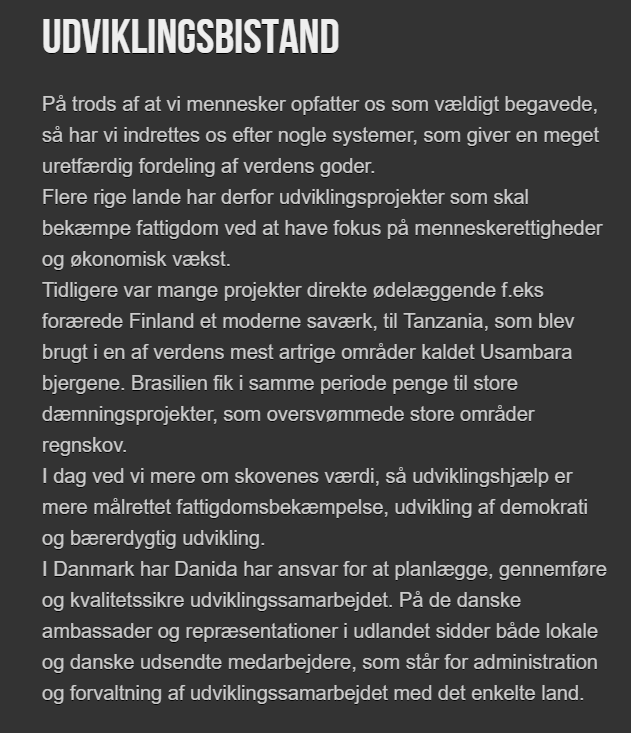 UDVIKLINGSBISTAND
På trods af at vi mennesker opfatter os som vældigt begavede,
så har vi indrettes os efter nogle systemer, som giver en meget
uretfærdig fordeling af verdens goder.
Flere rige lande har derfor udviklingsprojekter som skal
bekæmpe fattigdom ved at have fokus på menneskerettigheder
og økonomisk vækst.
Tidligere var mange projekter direkte ødelæggende f.eks
forærede Finland et moderne saværk, til Tanzania, som blev
brugt i en af verdens mest artrige områder kaldet Usambara
bjergene. Brasilien fik i samme periode penge til store
dæmningsprojekter, som oversvømmede store områder
regnskov.
I dag ved vi mere om skovenes værdi, så udviklingshjælp er
mere målrettet fattigdomsbekæmpelse, udvikling af demokrati
og bærerdygtig udvikling.
I Danmark har Danida har ansvar for at planlægge, gennemføre
og kvalitetssikre udviklingssamarbejdet. På de danske
ambassader og repræsentationer i udlandet sidder både lokale
og danske udsendte medarbejdere, som står for administration
og forvaltning af udviklingssamarbejdet med det enkelte land.